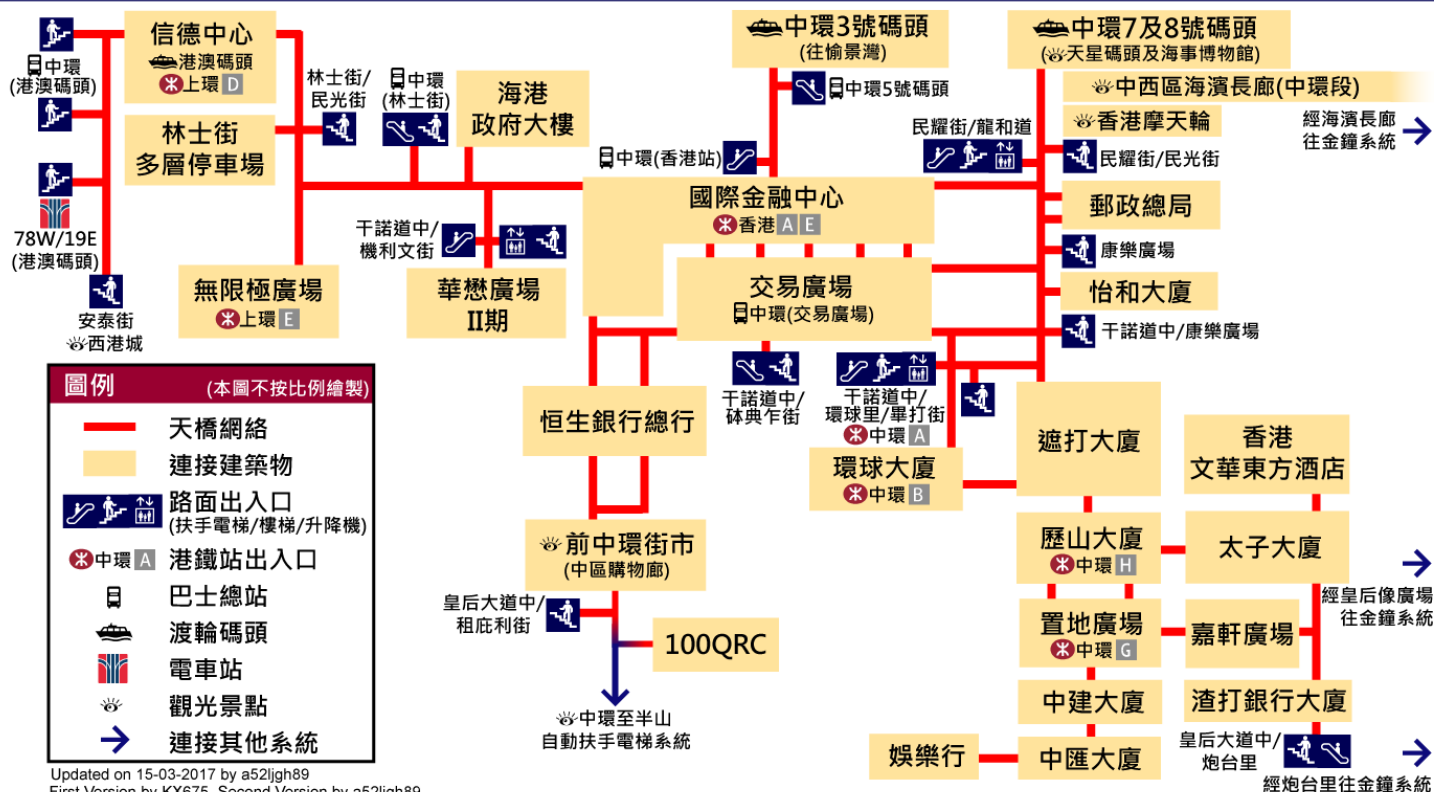 信德中心
港澳碼頭
上環 D
中環
(港澳碼頭)
78W/19E
(港澳碼頭)
安泰街
西港城
林士街
多層停車場
林士街/
民光街
中環
(林士街)
海港
政府大樓
無限極廣場
上環 E
干諾道中/
機利文街
華懋廣場
II期
中環3號碼頭
(往愉景灣)
中環5號碼頭
中環(香港站)
國際金融中心
香港 A E
交易廣場
中環(交易廣場)
中環7及8號碼頭
(天星碼頭及海事博物館)
中西區海濱長廊(中環段)
香港摩天輪
經海濱長廊
往金鐘系統
民耀街/龍和道
民耀街/民光街
郵政總局
康樂廣場
怡和大廈
干諾道中/康樂廣場
干諾道中/
砵典乍街
干諾道中/
環球里/畢打街
中環 A
環球大廈
中環 B
恒生銀行總行
前中環街市
(中區購物廊)
皇后大道中/
租庇利街
100QRC
中環至半山
自動扶手電梯系統
遮打大廈
香港
文華東方酒店
歷山大廈
中環 H
太子大廈
經皇后像廣場
往金鐘系統
置地廣場
中環 G
嘉軒廣場
中建大廈
渣打銀行大廈
皇后大道中/
炮台里
娛樂行
中匯大廈
經炮台里往金鐘系統
圖例 (本圖不按比例繪製)
天橋網絡
連接建築物
路面出入口
(扶手電梯/樓梯/升降機)
中環 A 港鐵站出入口
巴士總站
渡輪碼頭
電車站
觀光景點
連接其他系統
Updated on 15-03-2017 by a52ljgh89
First Version by KX675, Second Version by a52ljgh89